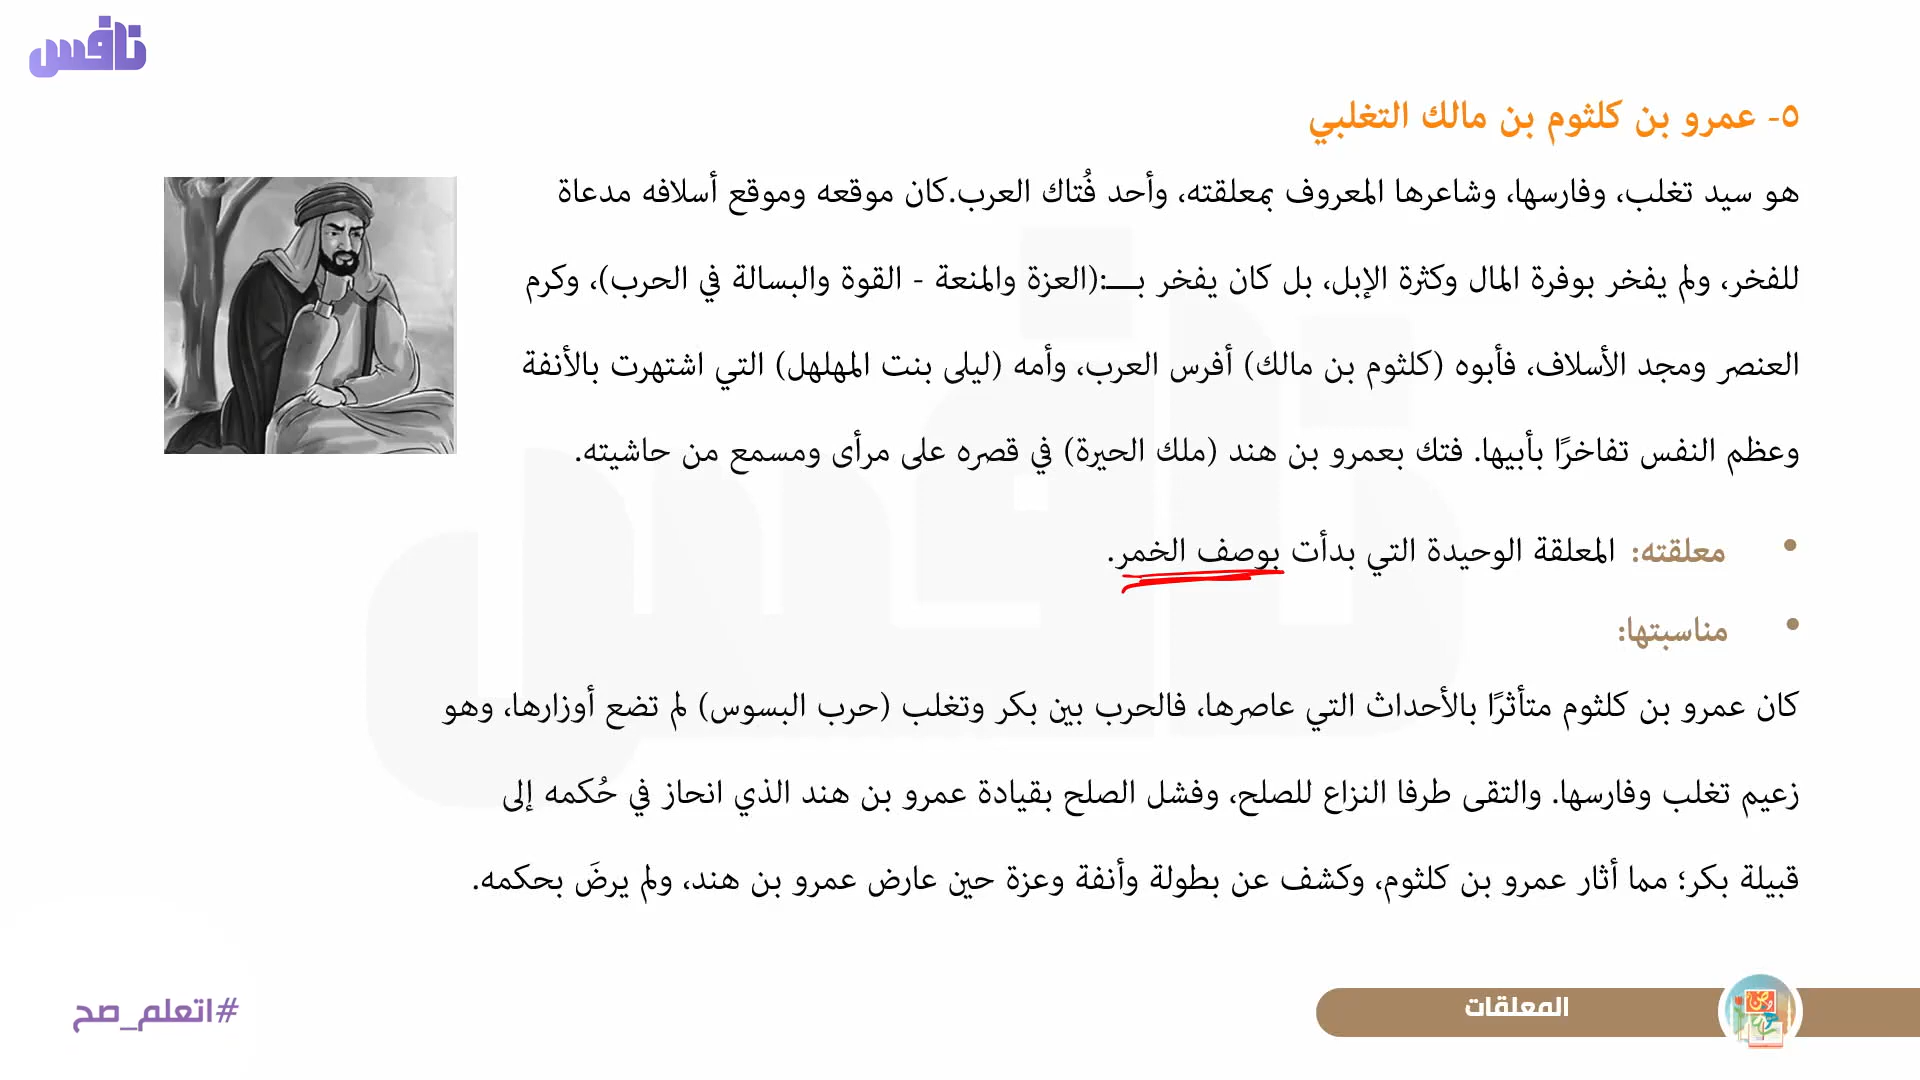 نافس
٥- عمرو بن كلثوم بن مالك التغلبي
هو سيد تغلب، وفارسها، وشاعرها المعروف بمعلقته، وأحد فُتاك العرب.كان موقعه وموقع أسلافه مدعاة
للفخر، ولم يفخر بوفرة المال وكثرة الإبل، بل كان يفخر بـــ:(العزة والمنعة - القوة والبسالة في الحرب)، وكرم
العنصر ومجد الأسلاف، فأبوه (كلثوم بن مالك) أفرس العرب، وأمه (ليلى بنت المهلهل) التي اشتهرت بالأنفة
وعظم النفس تفاخرًا بأبيها. فتك بعمرو بن هند (ملك الحيرة) في قصره على مرأى ومسمع من حاشيته.
• معلقته: المعلقة الوحيدة التي بدأت بوصف الخمر.
• مناسبتها:
كان عمرو بن كلثوم متأثرًا بالأحداث التي عاصرها، فالحرب بين بكر وتغلب (حرب البسوس) لم تضع أوزارها، وهو
زعيم تغلب وفارسها. والتقى طرفا النزاع للصلح، وفشل الصلح بقيادة عمرو بن هند الذي انحاز في حُكمه إلى
قبيلة بكر؛ مما أثار عمرو بن كلثوم، وكشف عن بطولة وأنفة وعزة حين عارض عمرو بن هند، ولم يرضَ بحكمه.
المعلقات
#اتعلم_صح